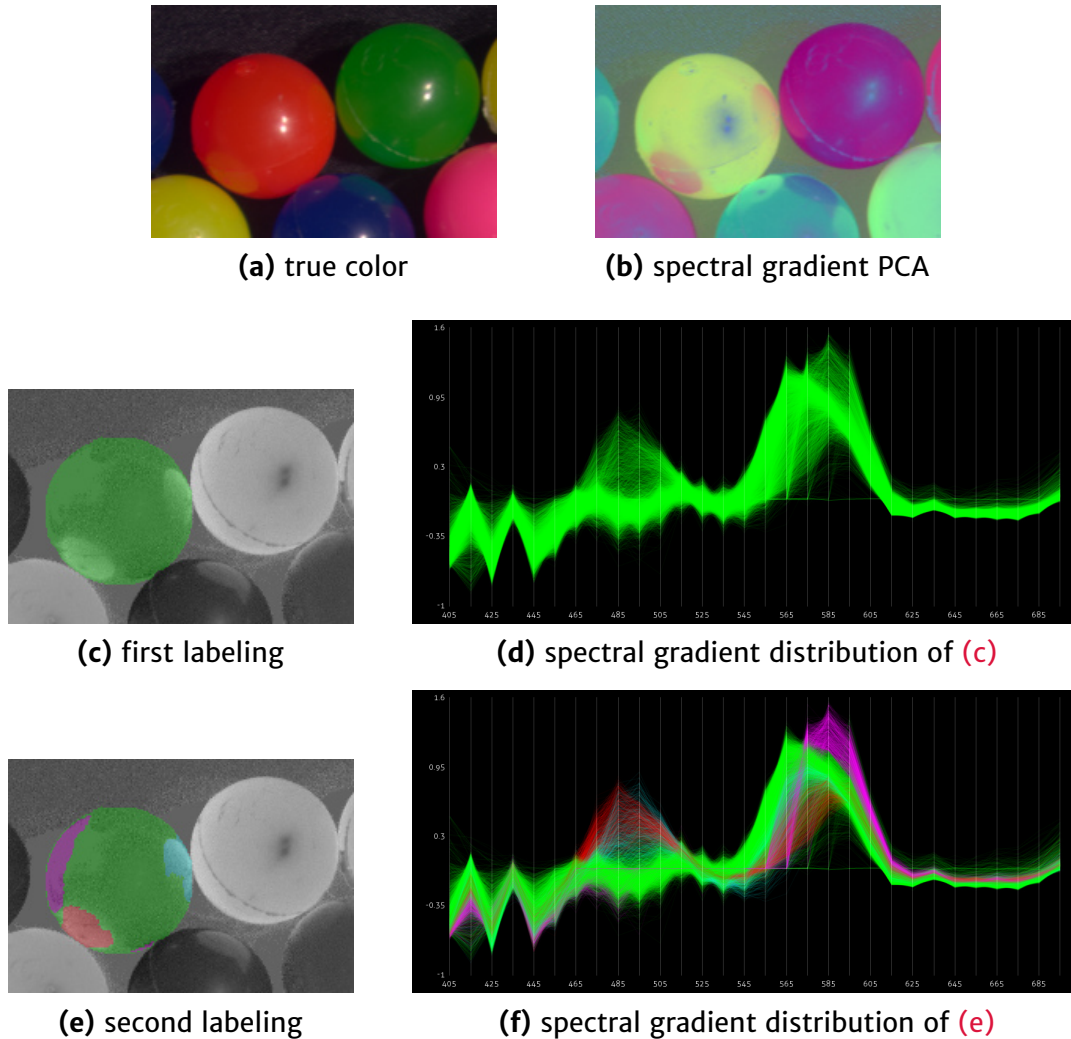 (a) true color
(b) spectral gradient PCA
1.6
0.95
0.3
-0.35
-1
405 425 445 465 485 505 525 545 565 585 605 625 645 665 685
(c) first labeling
(d) spectral gradient distribution of (c)
1.6
0.95
0.3
-0.35
-1
405 425 445 465 485 505 525 545 565 585 605 625 645 665 685
(e) second labeling
(f) spectral gradient distribution of (e)